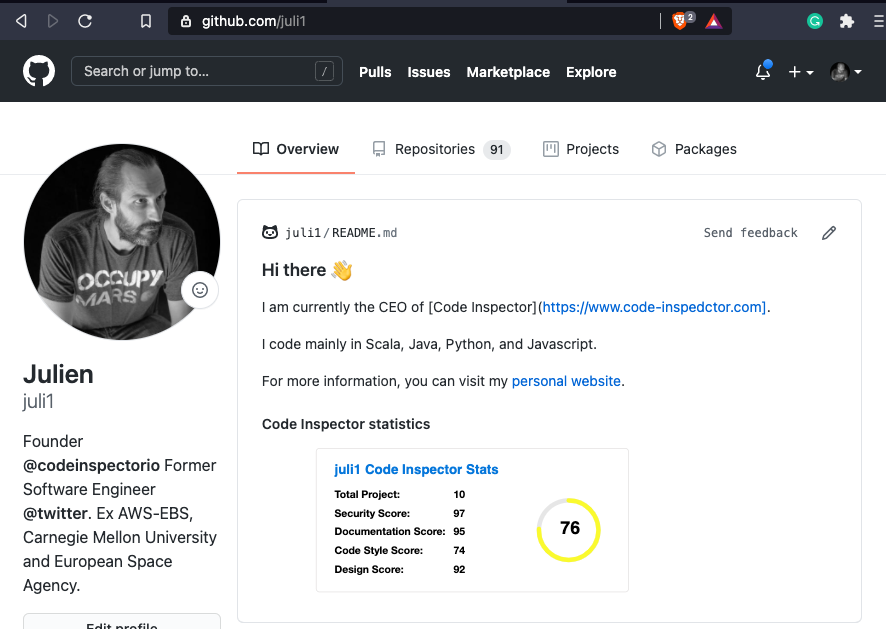 github.com/juli1
2
Search or jump to...
/
Pulls
Issues
Marketplace
Explore
Overview
Repositories 91
Projects
Packages
OCCUPY
MARS
Julien
juli1
Founder
@codeinspectorio Former
Software Engineer
@twitter. Ex AWS-EBS,
Carnegie Mellon University
and European Space
Agency.
Edit profile
juli1/README.md
Send feedback
Hi there 👋
I am currently the CEO of [Code Inspector](https://www.code-inspedctor.com].
I code mainly in Scala, Java, Python, and Javascript.
For more information, you can visit my personal website.
Code Inspector statistics
juli1 Code Inspector Stats
Total Project: 10
Security Score: 97
Documentation Score: 95
Code Style Score: 74
Design Score: 92
76